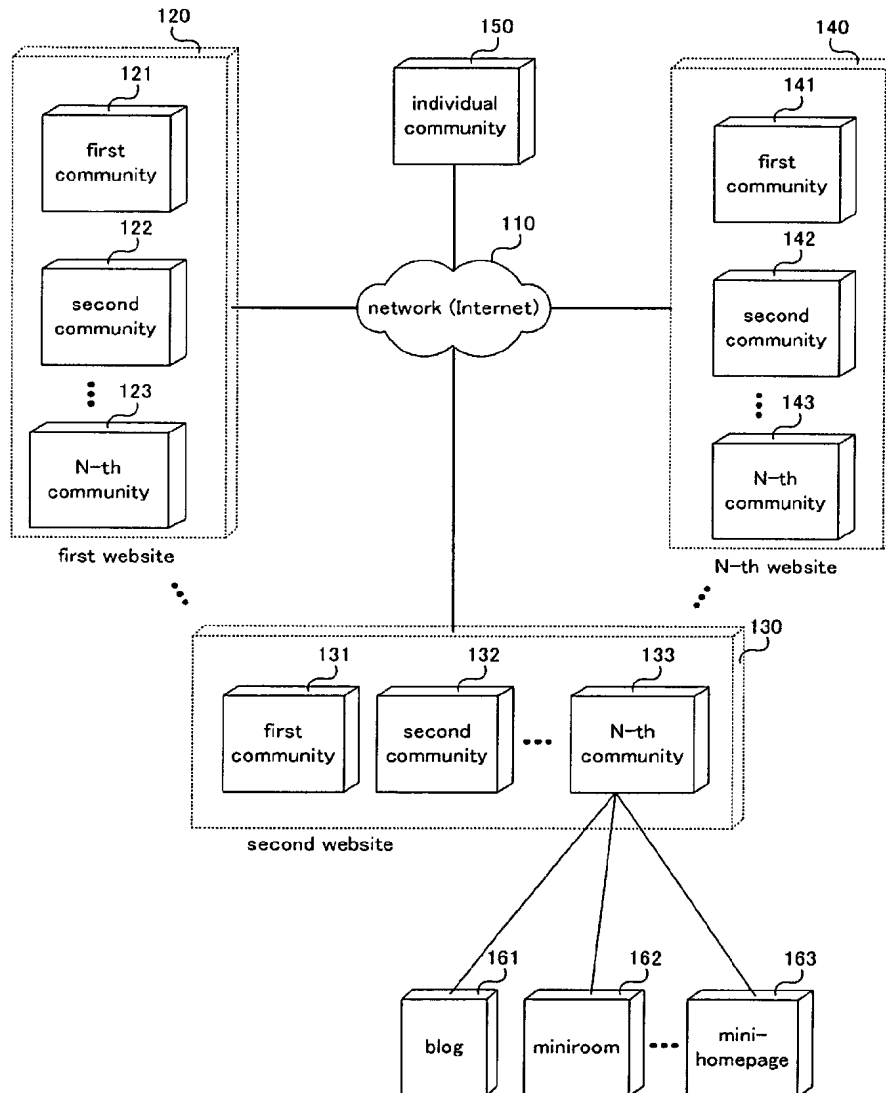 120
121
first
community
122
second
community
123
N-th
community
first website
150
individual
community
110
network (Internet)
140
141
first
community
142
second
community
143
N-th
community
N-th website
130
131
first
community
132
second
community
133
N-th
community
second website
161
blog
162
miniroom
163
mini-
homepage